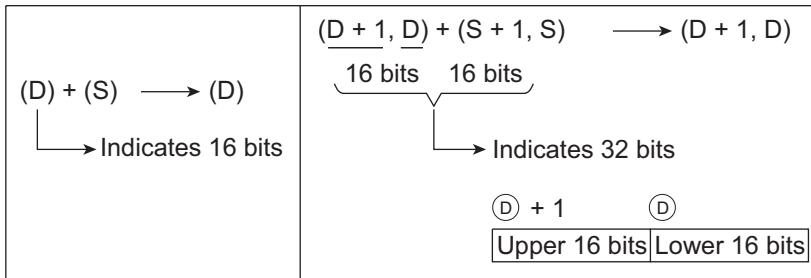 (D) + (S) → (D)
Indicates 16 bits
(D + 1, D) + (S + 1, S) → (D + 1, D)
16 bits 16 bits
Indicates 32 bits
Ⓓ + 1 Ⓓ
Upper 16 bits Lower 16 bits